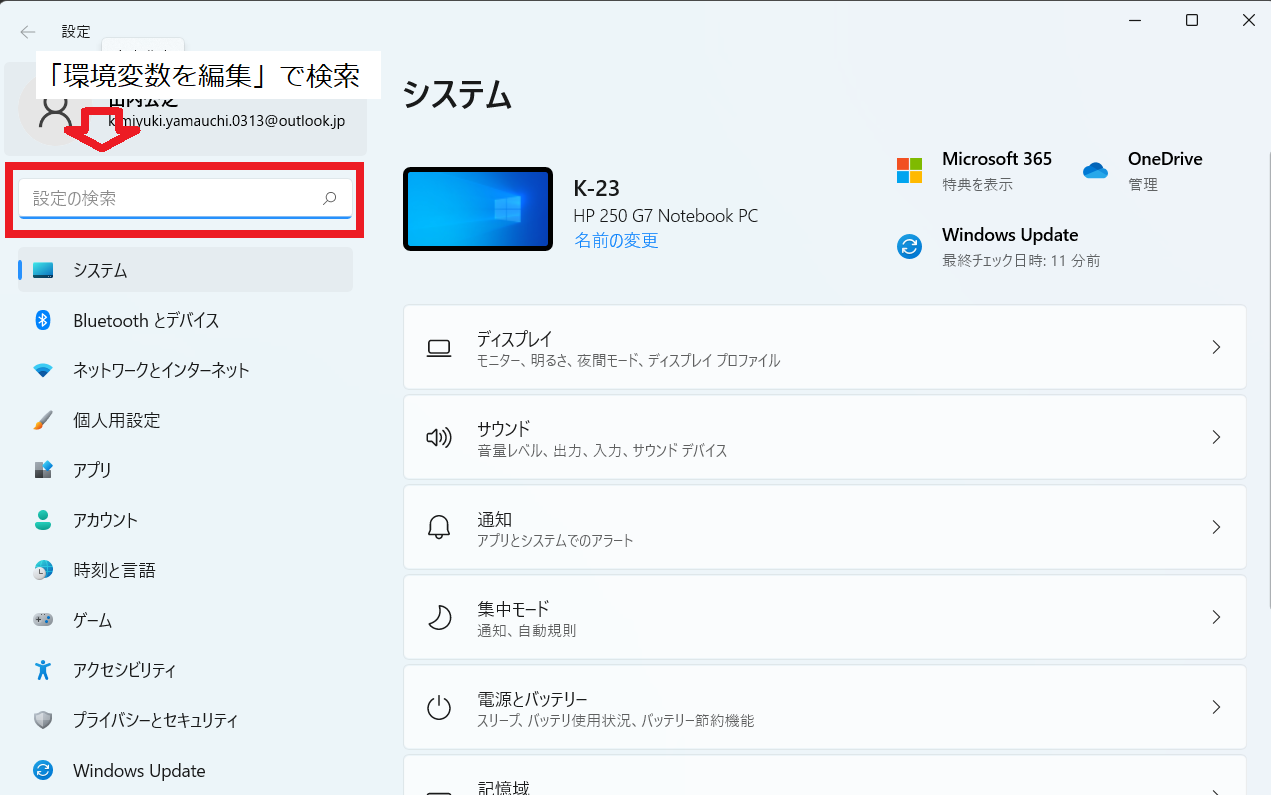 設定
「環境変数を編集」で検索
kimiyuki.yamauchi.0313@outlook.jp
設定の検索
システム
Bluetooth とデバイス
ネットワークとインターネット
個人用設定
アプリ
アカウント
時刻と言語
ゲーム
アクセシビリティ
プライバシーとセキュリティ
Windows Update
システム
K-23
HP 250 G7 Notebook PC
名前の変更
Microsoft 365
特典を表示
OneDrive
管理
Windows Update
最終チェック日時: 11 分前
ディスプレイ
モニター、明るさ、夜間モード、ディスプレイ プロファイル
サウンド
音量レベル、出力、入力、サウンド デバイス
通知
アプリとシステムでのアラート
集中モード
通知、自動規則
電源とバッテリー
スリープ、バッテリ使用状況、バッテリー節約機能
記憶域